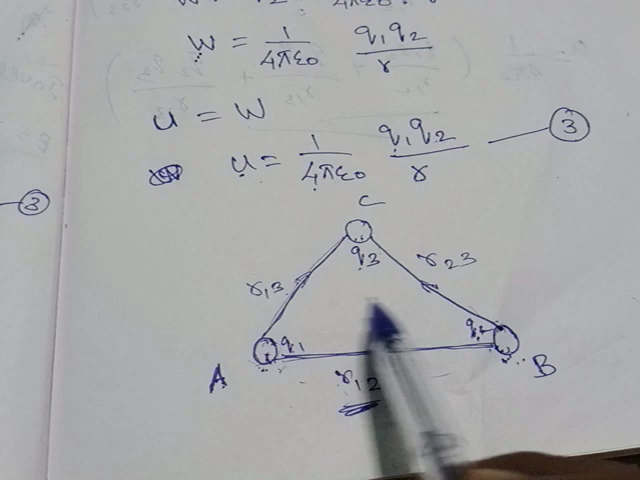 W = 1/4πε0 q1q2/r
u = W
u = 1/4πε0 q1q2/r ③
③
C
q3
r13
r23
q1
q2
A
B
r12